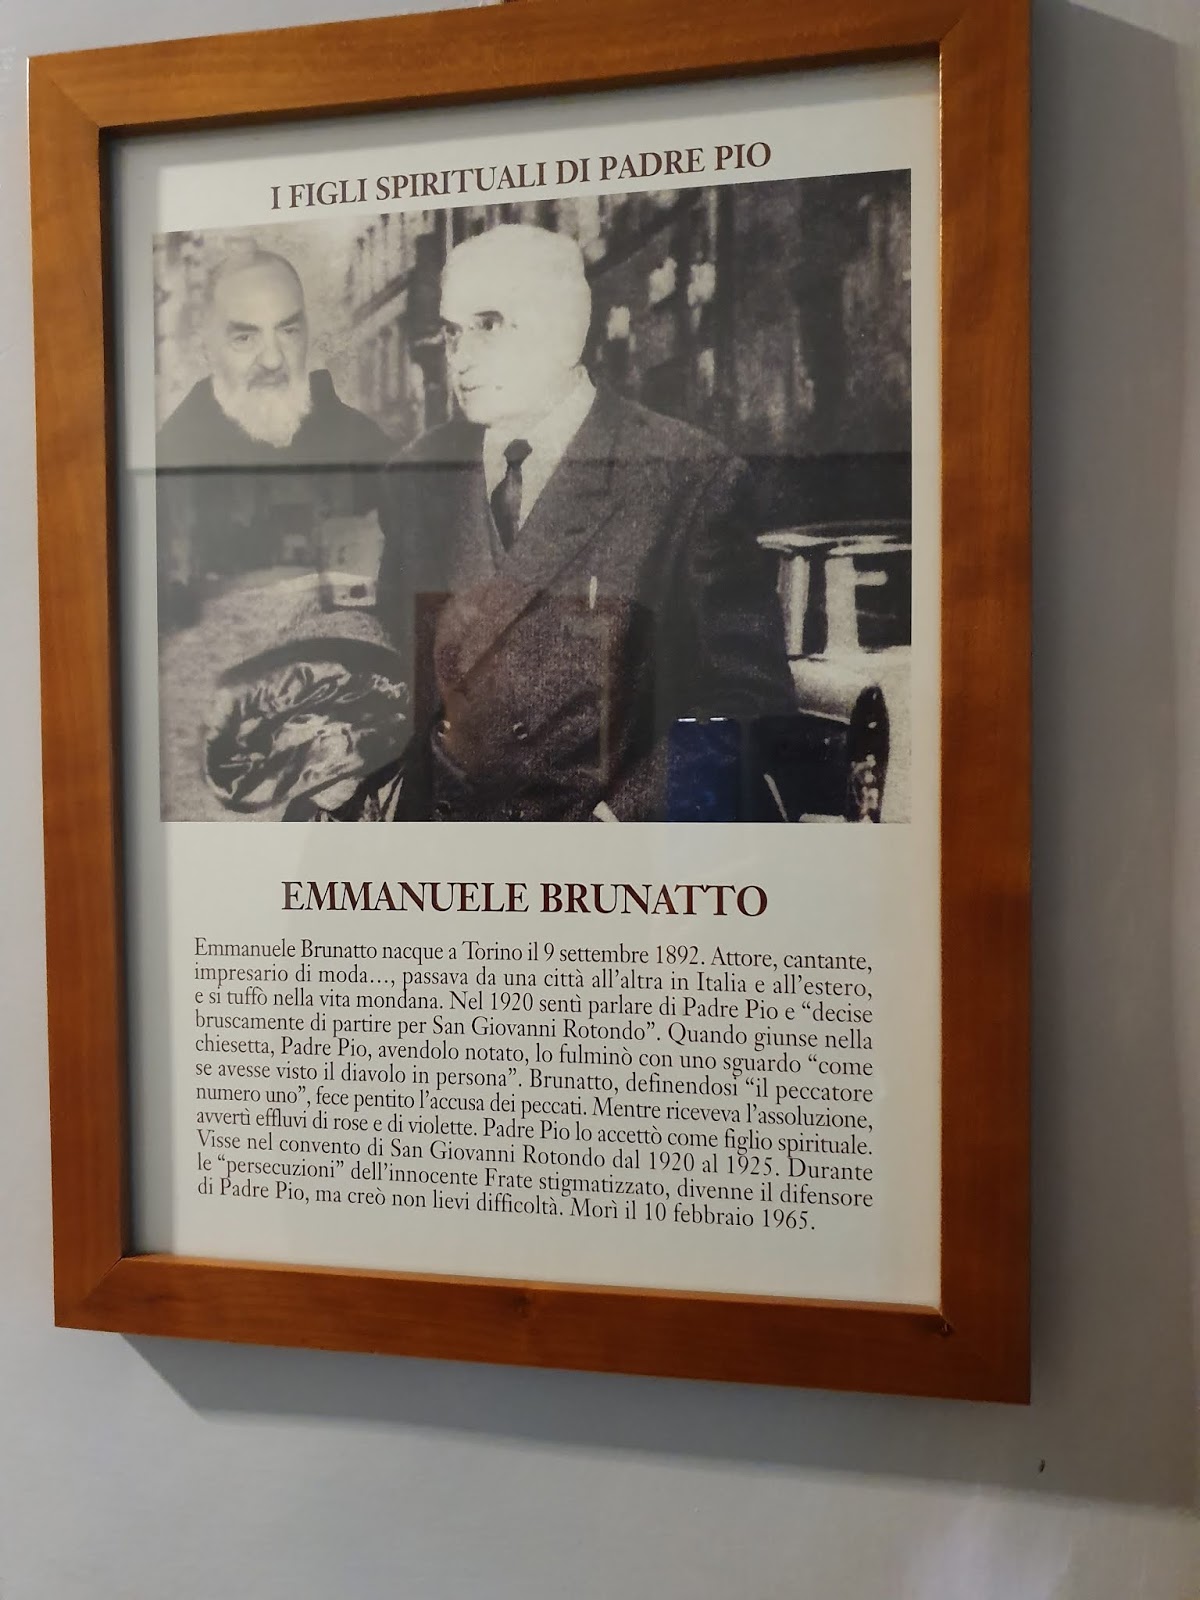 I FIGLI SPIRITUALI DI PADRE PIO
TE
EMMANUELE BRUNATTO
Emmanuele Brunatto nacque a Torino il 9 settembre 1892. Attore, cantante,
impresario di moda…, passava da una città all'altra in Italia e all'estero,
e si tuffò nella vita mondana. Nel 1920 sentì parlare di Padre Pio e "decise
bruscamente di partire per San Giovanni Rotondo". Quando giunse nella
chiesetta, Padre Pio, avendolo notato, lo fulminò con uno sguardo "come
se avesse visto il diavolo in persona". Brunatto, definendosi "il peccatore
numero uno", fece pentito l'accusa dei peccati. Mentre riceveva l'assoluzione,
avvertì effluvi di rose e di violette. Padre Pio lo accettò come figlio spirituale.
Visse nel convento di San Giovanni Rotondo dal 1920 al 1925. Durante
le "persecuzioni" dell'innocente Frate stigmatizzato, divenne il difensore
di Padre Pio, ma creò non lievi difficoltà. Morì il 10 febbraio 1965.